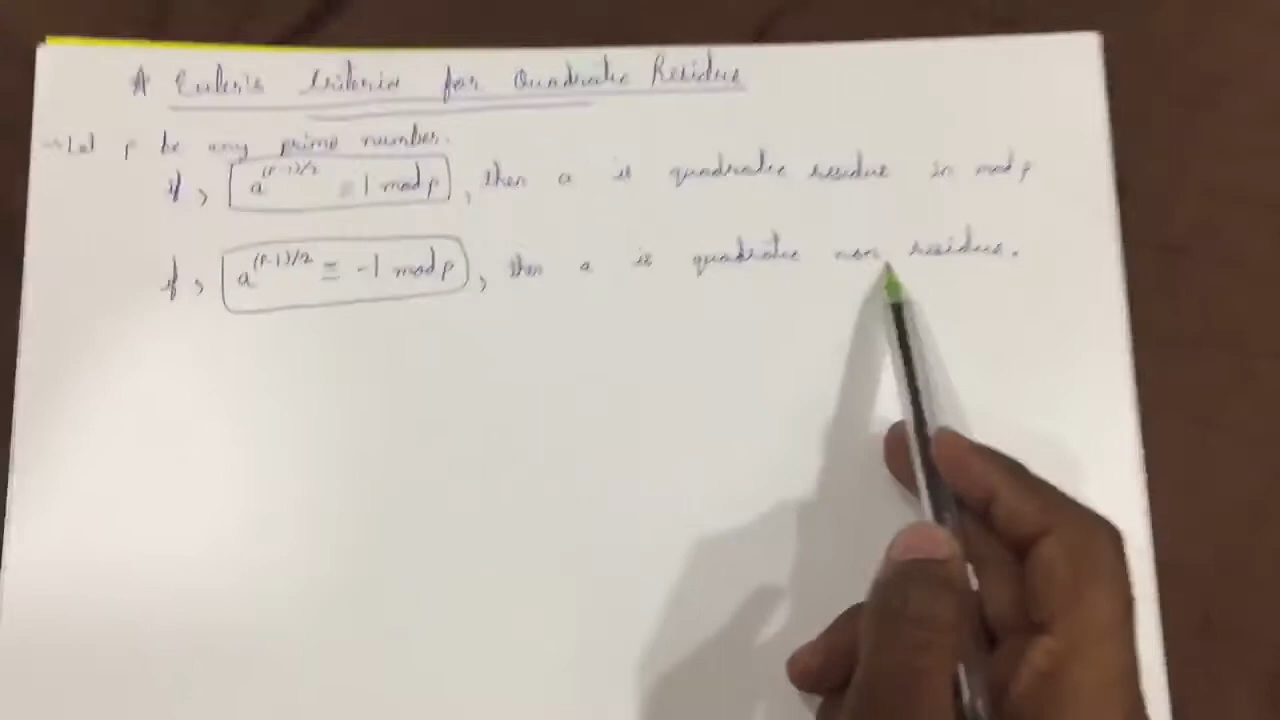 * Euler's Criteria for Quadratic Residue
→ Let p be any prime number.
if, a^(p-1)/2 ≡ 1 mod p, then a is quadratic residue in mod p
if, a^(p-1)/2 ≡ -1 mod p, then a is quadratic non residue.